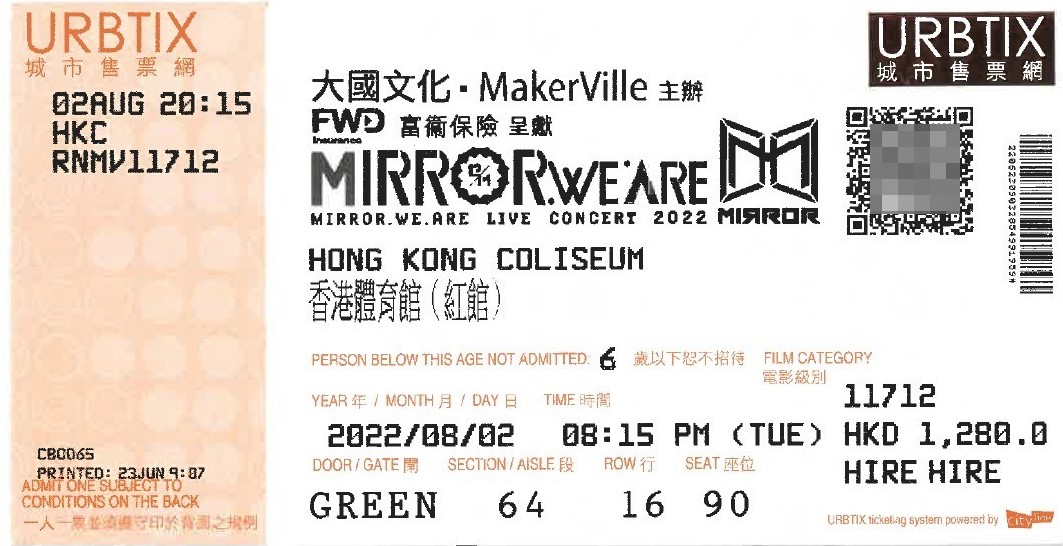 URBTIX
城市售票網
02AUG 20:15
HKC
RNMV11712
CBO065
PRINTED: 23JUN 9:07
ADMIT ONE SUBJECT TO
CONDITIONS ON THE BACK
一人一票並須遵守印於背面之規例
大國文化·MakerVille 主辦
FWD Insurance 富衛保險 呈獻
MIRROR.WE ARE
MIRROR.WE.ARE LIVE CONCERT 2022
MIRROR
HONG KONG COLISEUM
香港體育館(紅館)
PERSON BELOW THIS AGE NOT ADMITTED: 6 歲以下恕不招待
FILM CATEGORY
電影級別
YEAR 年 / MONTH 月 / DAY 日 TIME 時間
2022/08/02 08:15 PM (TUE)
DOOR / GATE 閘 SECTION / AISLE 段 ROW 行 SEAT 座位
GREEN 64 16 90
URBTIX
城市售票網
11712
HKD 1,280.0
HIRE HIRE
URBTIX ticketing system powered by cityline